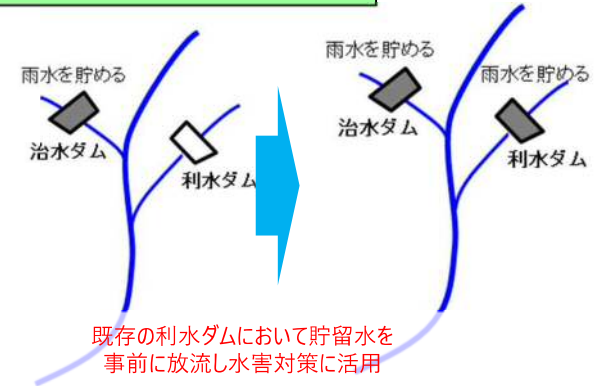 雨水を貯める
治水ダム
利水ダム
雨水を貯める
雨水を貯める
治水ダム
利水ダム
既存の利水ダムにおいて貯留水を
事前に放流し水害対策に活用